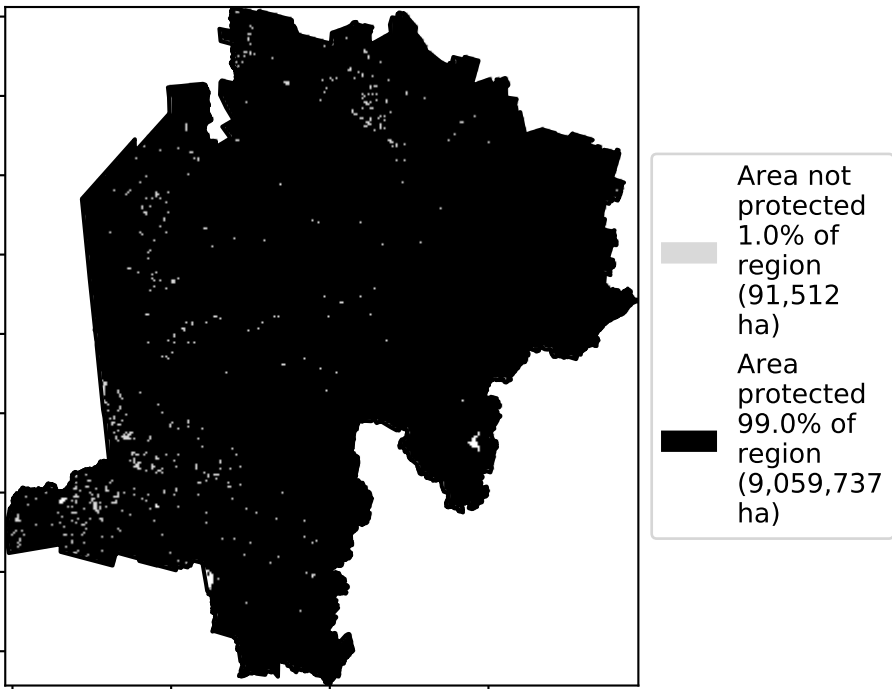 Area not
protected
1.0% of
region
(91,512
ha)
Area
protected
99.0% of
region
(9,059,737
ha)